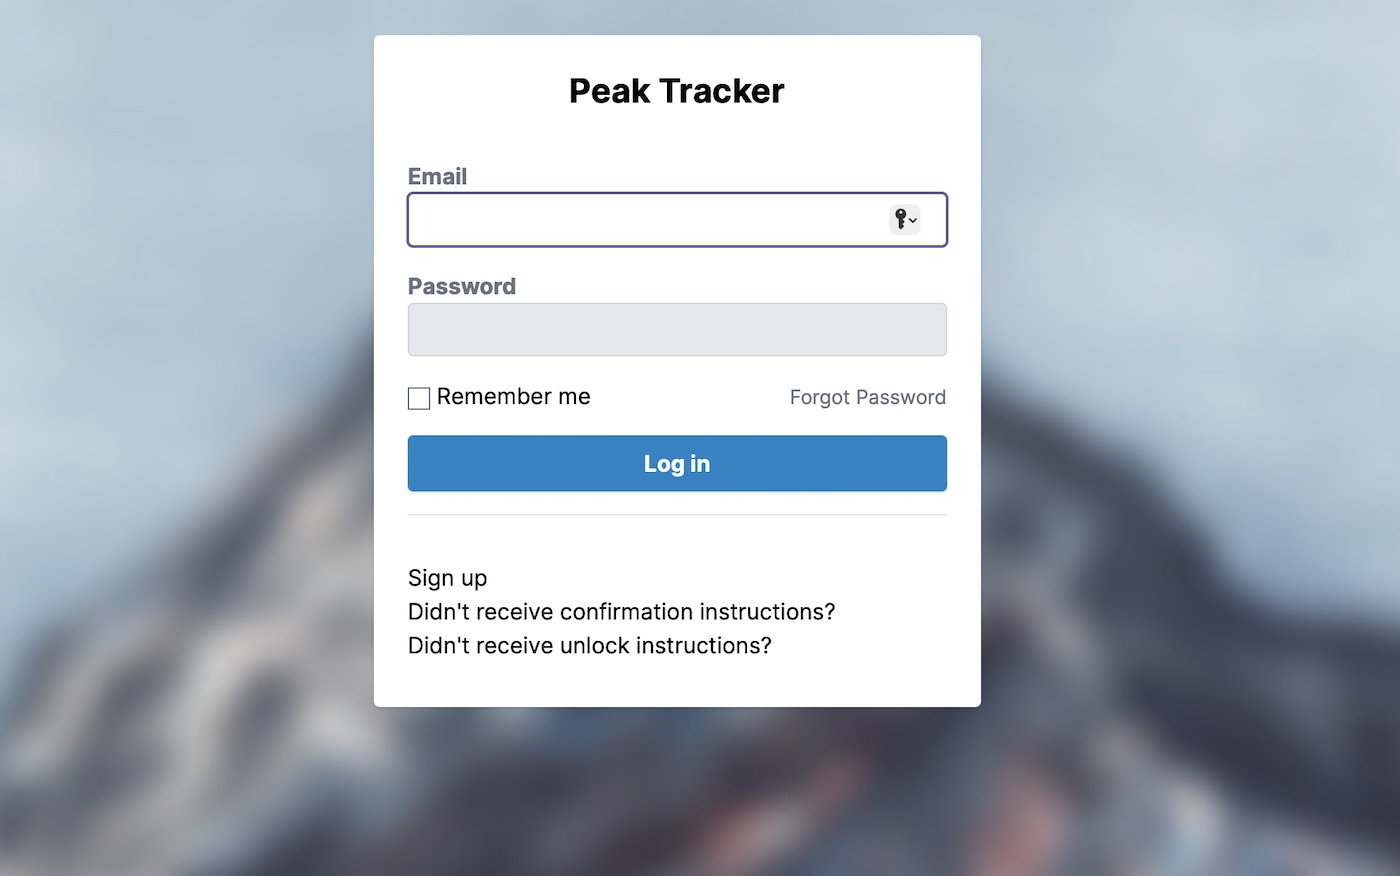 Peak Tracker
Email
Password
Remember me
Forgot Password
Log in
Sign up
Didn't receive confirmation instructions?
Didn't receive unlock instructions?